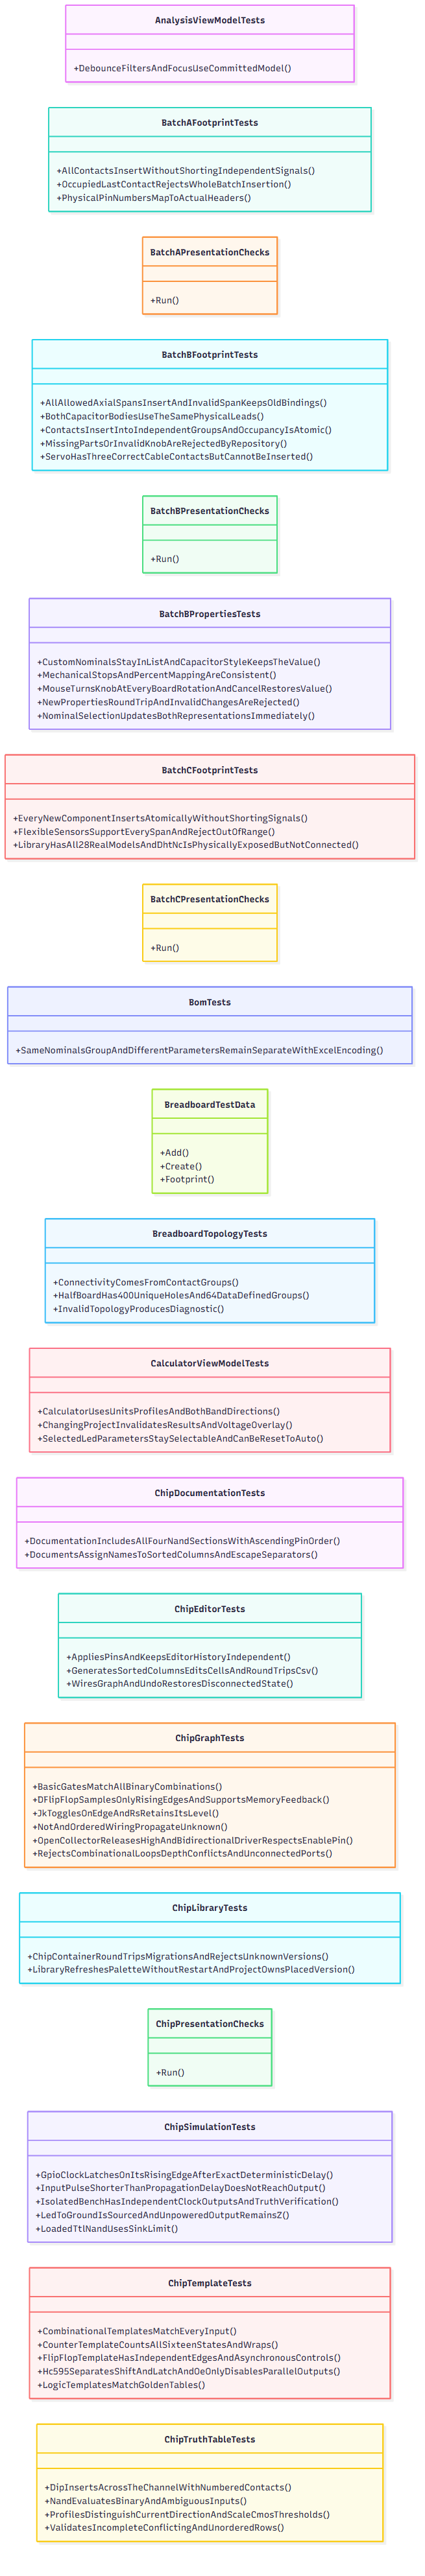 AnalysisViewModelTests
+DebounceFiltersAndFocusUseCommittedModel()
BatchAFootprintTests
+AllContactsInsertWithoutShortingIndependentSignals()
+OccupiedLastContactRejectsWholeBatchInsertion()
+PhysicalPinNumbersMapToActualHeaders()
BatchAPresentationChecks
+Run()
BatchBFootprintTests
+AllAllowedAxialSpansInsertAndInvalidSpanKeepsOldBindings()
+BothCapacitorBodiesUseTheSamePhysicalLeads()
+ContactsInsertIntoIndependentGroupsAndOccupancyIsAtomic()
+MissingPartsOrInvalidKnobAreRejectedByRepository()
+ServoHasThreeCorrectCableContactsButCannotBeInserted()
BatchBPresentationChecks
+Run()
BatchBPropertiesTests
+CustomNominalsStayInListAndCapacitorStyleKeepsTheValue()
+MechanicalStopsAndPercentMappingAreConsistent()
+MouseTurnsKnobAtEveryBoardRotationAndCancelRestoresValue()
+NewPropertiesRoundTripAndInvalidChangesAreRejected()
+NominalSelectionUpdatesBothRepresentationsImmediately()
BatchCFootprintTests
+EveryNewComponentInsertsAtomicallyWithoutShortingSignals()
+FlexibleSensorsSupportEverySpanAndRejectOutOfRange()
+LibraryHasAll28RealModelsAndDhtNcIsPhysicallyExposedButNotConnected()
BatchCPresentationChecks
+Run()
BomTests
+SameNominalsGroupAndDifferentParametersRemainSeparateWithExcelEncoding()
BreadboardTestData
+Add()
+Create()
+Footprint()
BreadboardTopologyTests
+ConnectivityComesFromContactGroups()
+HalfBoardHas400UniqueHolesAnd64DataDefinedGroups()
+InvalidTopologyProducesDiagnostic()
CalculatorViewModelTests
+CalculatorUsesUnitsProfilesAndBothBandDirections()
+ChangingProjectInvalidatesResultsAndVoltageOverlay()
+SelectedLedParametersStaySelectableAndCanBeResetToAuto()
ChipDocumentationTests
+DocumentationIncludesAllFourNandSectionsWithAscendingPinOrder()
+DocumentsAssignNamesToSortedColumnsAndEscapeSeparators()
ChipEditorTests
+AppliesPinsAndKeepsEditorHistoryIndependent()
+GeneratesSortedColumnsEditsCellsAndRoundTripsCsv()
+WiresGraphAndUndoRestoresDisconnectedState()
ChipGraphTests
+BasicGatesMatchAllBinaryCombinations()
+DFlipFlopSamplesOnlyRisingEdgesAndSupportsMemoryFeedback()
+JkTogglesOnEdgeAndRsRetainsItsLevel()
+NotAndOrderedWiringPropagateUnknown()
+OpenCollectorReleasesHighAndBidirectionalDriverRespectsEnablePin()
+RejectsCombinationalLoopsDepthConflictsAndUnconnectedPorts()
ChipLibraryTests
+ChipContainerRoundTripsMigrationsAndRejectsUnknownVersions()
+LibraryRefreshesPaletteWithoutRestartAndProjectOwnsPlacedVersion()
ChipPresentationChecks
+Run()
ChipSimulationTests
+GpioClockLatchesOnItsRisingEdgeAfterExactDeterministicDelay()
+InputPulseShorterThanPropagationDelayDoesNotReachOutput()
+IsolatedBenchHasIndependentClockOutputsAndTruthVerification()
+LedToGroundIsSourcedAndUnpoweredOutputRemainsZ()
+LoadedTtlNandUsesSinkLimit()
ChipTemplateTests
+CombinationalTemplatesMatchEveryInput()
+CounterTemplateCountsAllSixteenStatesAndWraps()
+FlipFlopTemplateHasIndependentEdgesAndAsynchronousControls()
+Hc595SeparatesShiftAndLatchAndOeOnlyDisablesParallelOutputs()
+LogicTemplatesMatchGoldenTables()
ChipTruthTableTests
+DipInsertsAcrossTheChannelWithNumberedContacts()
+NandEvaluatesBinaryAndAmbiguousInputs()
+ProfilesDistinguishCurrentDirectionAndScaleCmosThresholds()
+ValidatesIncompleteConflictingAndUnorderedRows()